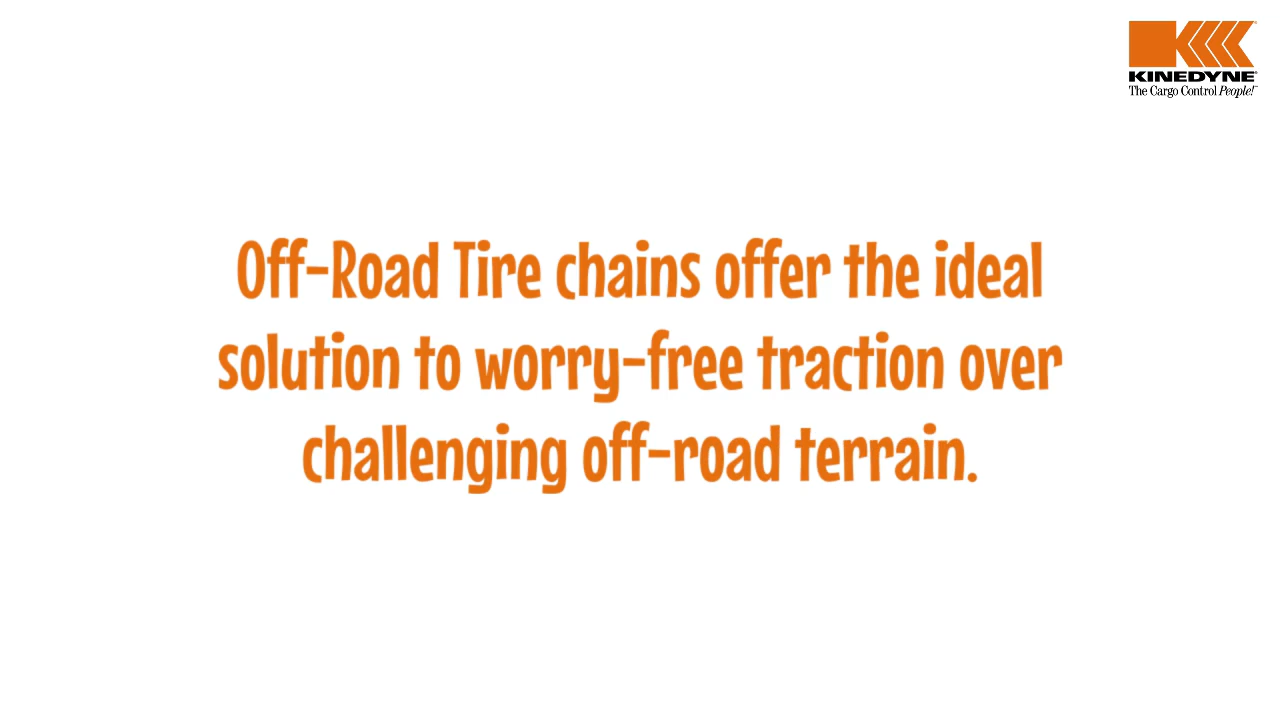 KINEDYNE
The Cargo Control People!
Off-Road Tire chains offer the ideal
solution to worry-free traction over
challenging off-road terrain.